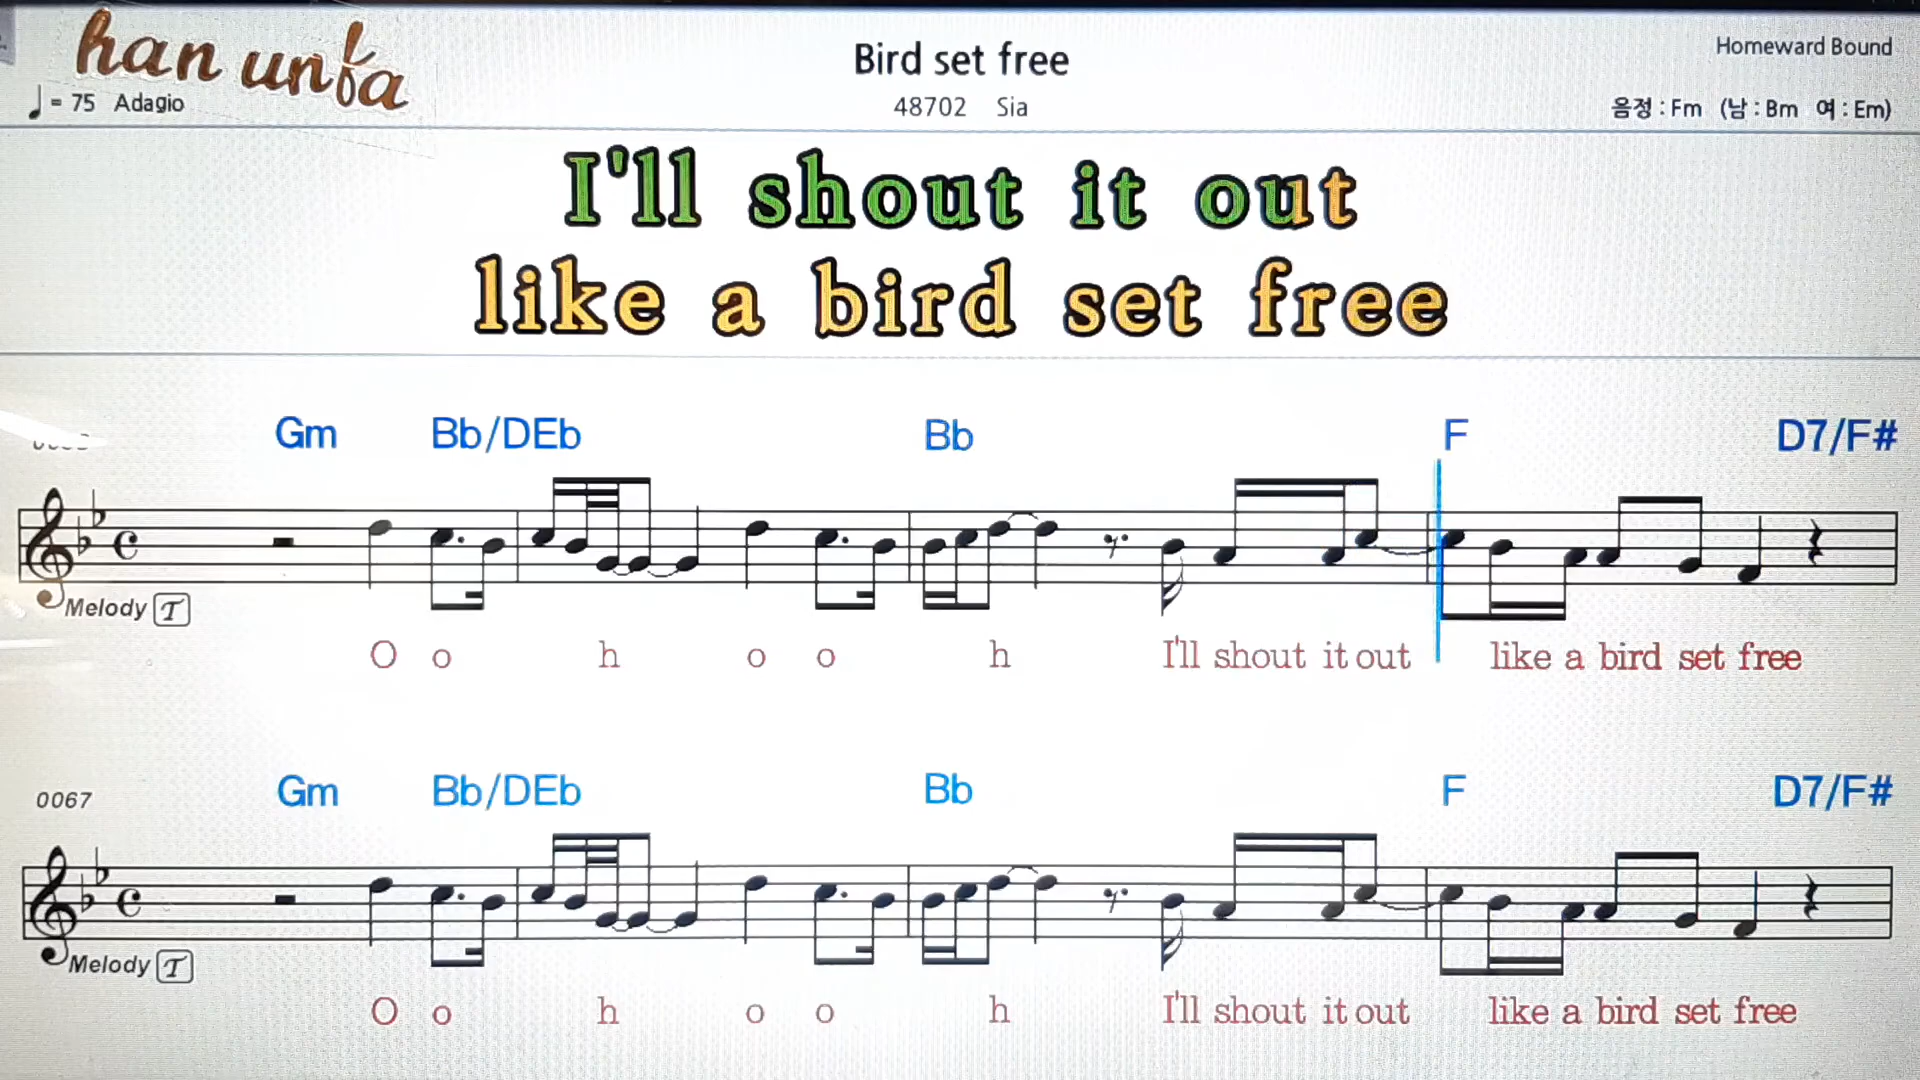 han unfa
Bird set free
Homeward Bound
= 75 Adagio
48702 Sia
음정 : Fm (남 : Bm 여 : Em)
I'll shout it out
like a bird set free
Gm Bb/D Eb Bb F D7/F#
Melody T
O o h o o h I'll shout it out like a bird set free
0067
Gm Bb/D Eb Bb F D7/F#
Melody T
O o h o o h I'll shout it out like a bird set free